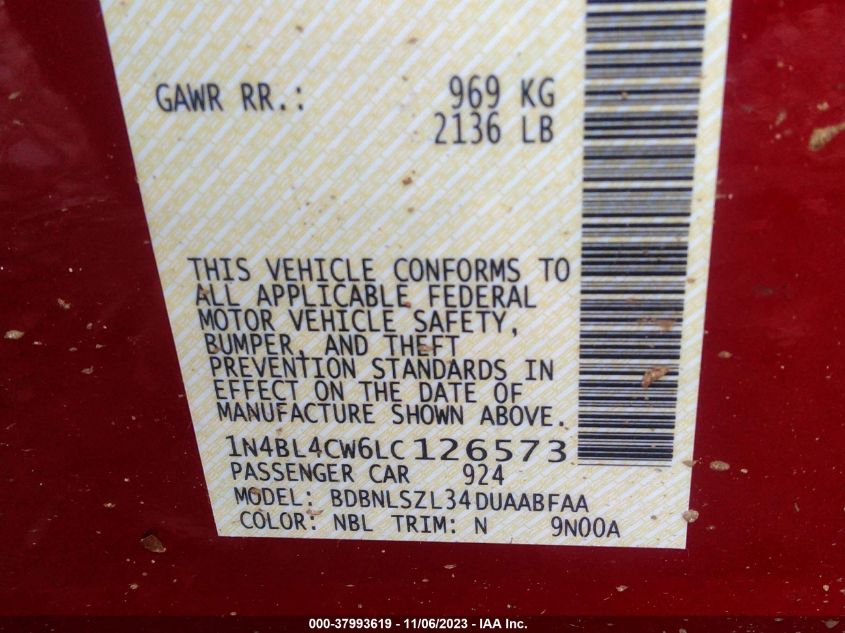 GAWR RR.: 969 KG
2136 LB
THIS VEHICLE CONFORMS TO
ALL APPLICABLE FEDERAL
MOTOR VEHICLE SAFETY,
BUMPER, AND THEFT
PREVENTION STANDARDS IN
EFFECT ON THE DATE OF
MANUFACTURE SHOWN ABOVE.
1N4BL4CW6LC126573
PASSENGER CAR 924
MODEL: BDBNLSZL34DUAABFAA
COLOR: NBL TRIM: N 9N00A
000-37993619 - 11/06/2023 - IAA Inc.